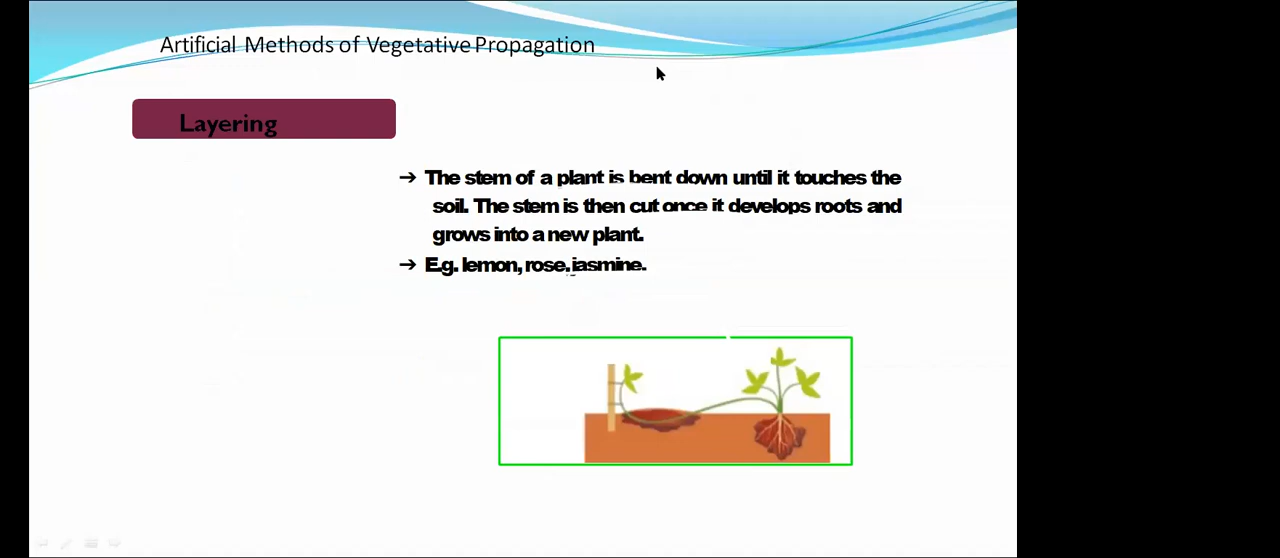 Artificial Methods of Vegetative Propagation
Layering
→ The stem of a plant is bent down until it touches the
soil. The stem is then cut once it develops roots and
grows into a new plant.
→ E.g. lemon, rose, jasmine.